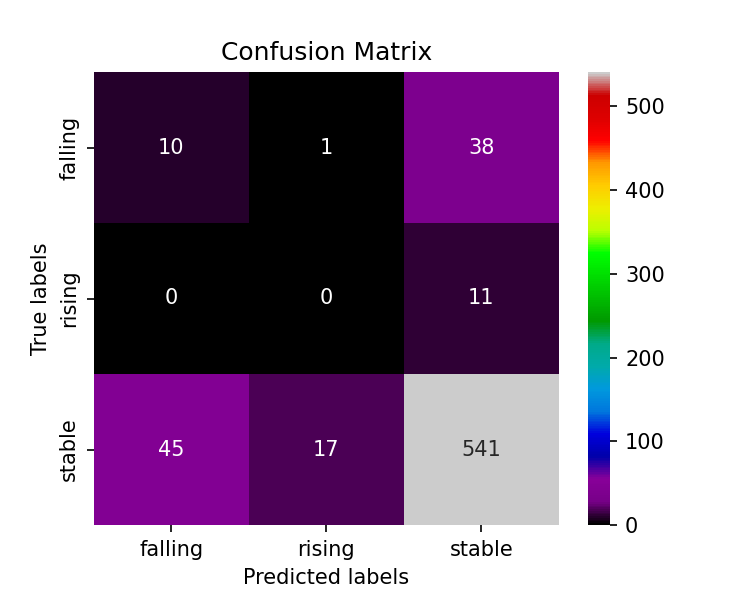 Confusion Matrix
True labels
falling
10 1 38
rising
0 0 11
stable
45 17 541
falling rising stable
Predicted labels
500
400
300
200
100
0